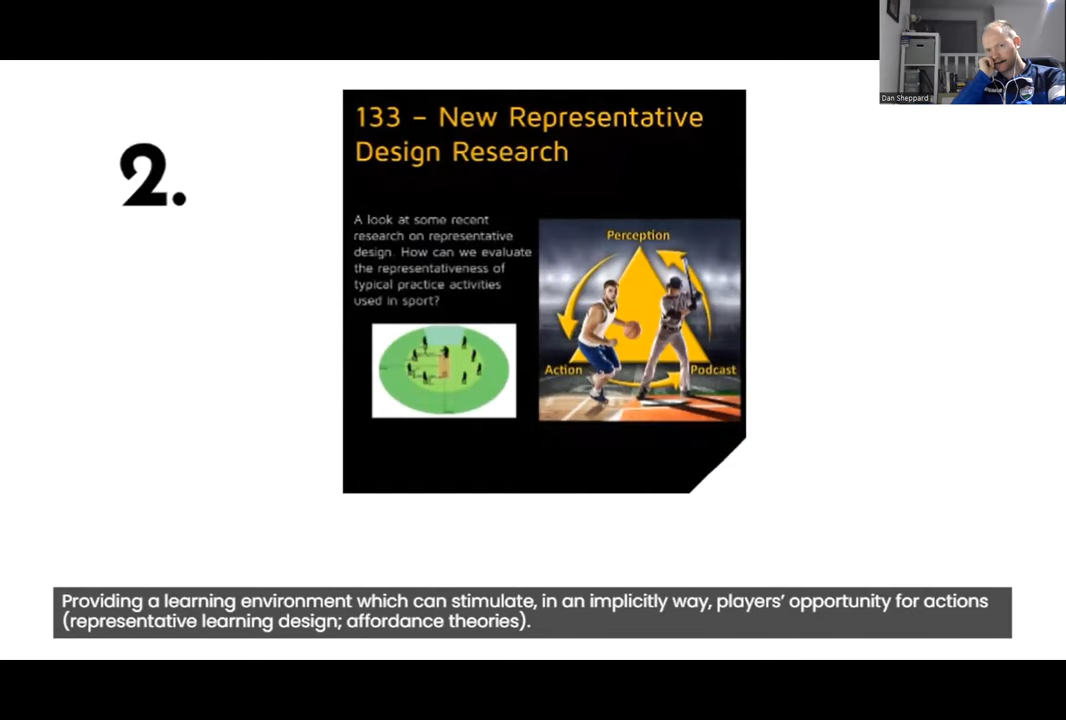 Dan Sheppard
2.
133 – New Representative
Design Research
A look at some recent
research on representative
design. How can we evaluate
the representativeness of
typical practice activities
used in sport?
Perception
Action
Podcast
Providing a learning environment which can stimulate, in an implicitly way, players' opportunity for actions
(representative learning design; affordance theories).